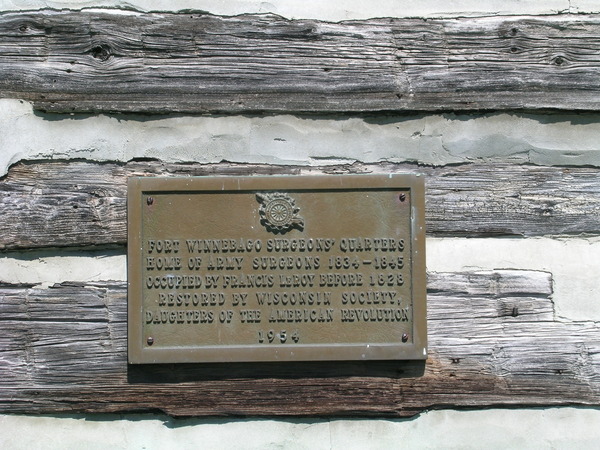 FORT WINNEBAGO SURGEONS' QUARTERS
HOME OF ARMY SURGEONS 1834-1845
OCCUPIED BY FRANCIS LeROY BEFORE 1828
RESTORED BY WISCONSIN SOCIETY,
DAUGHTERS OF THE AMERICAN REVOLUTION
1954